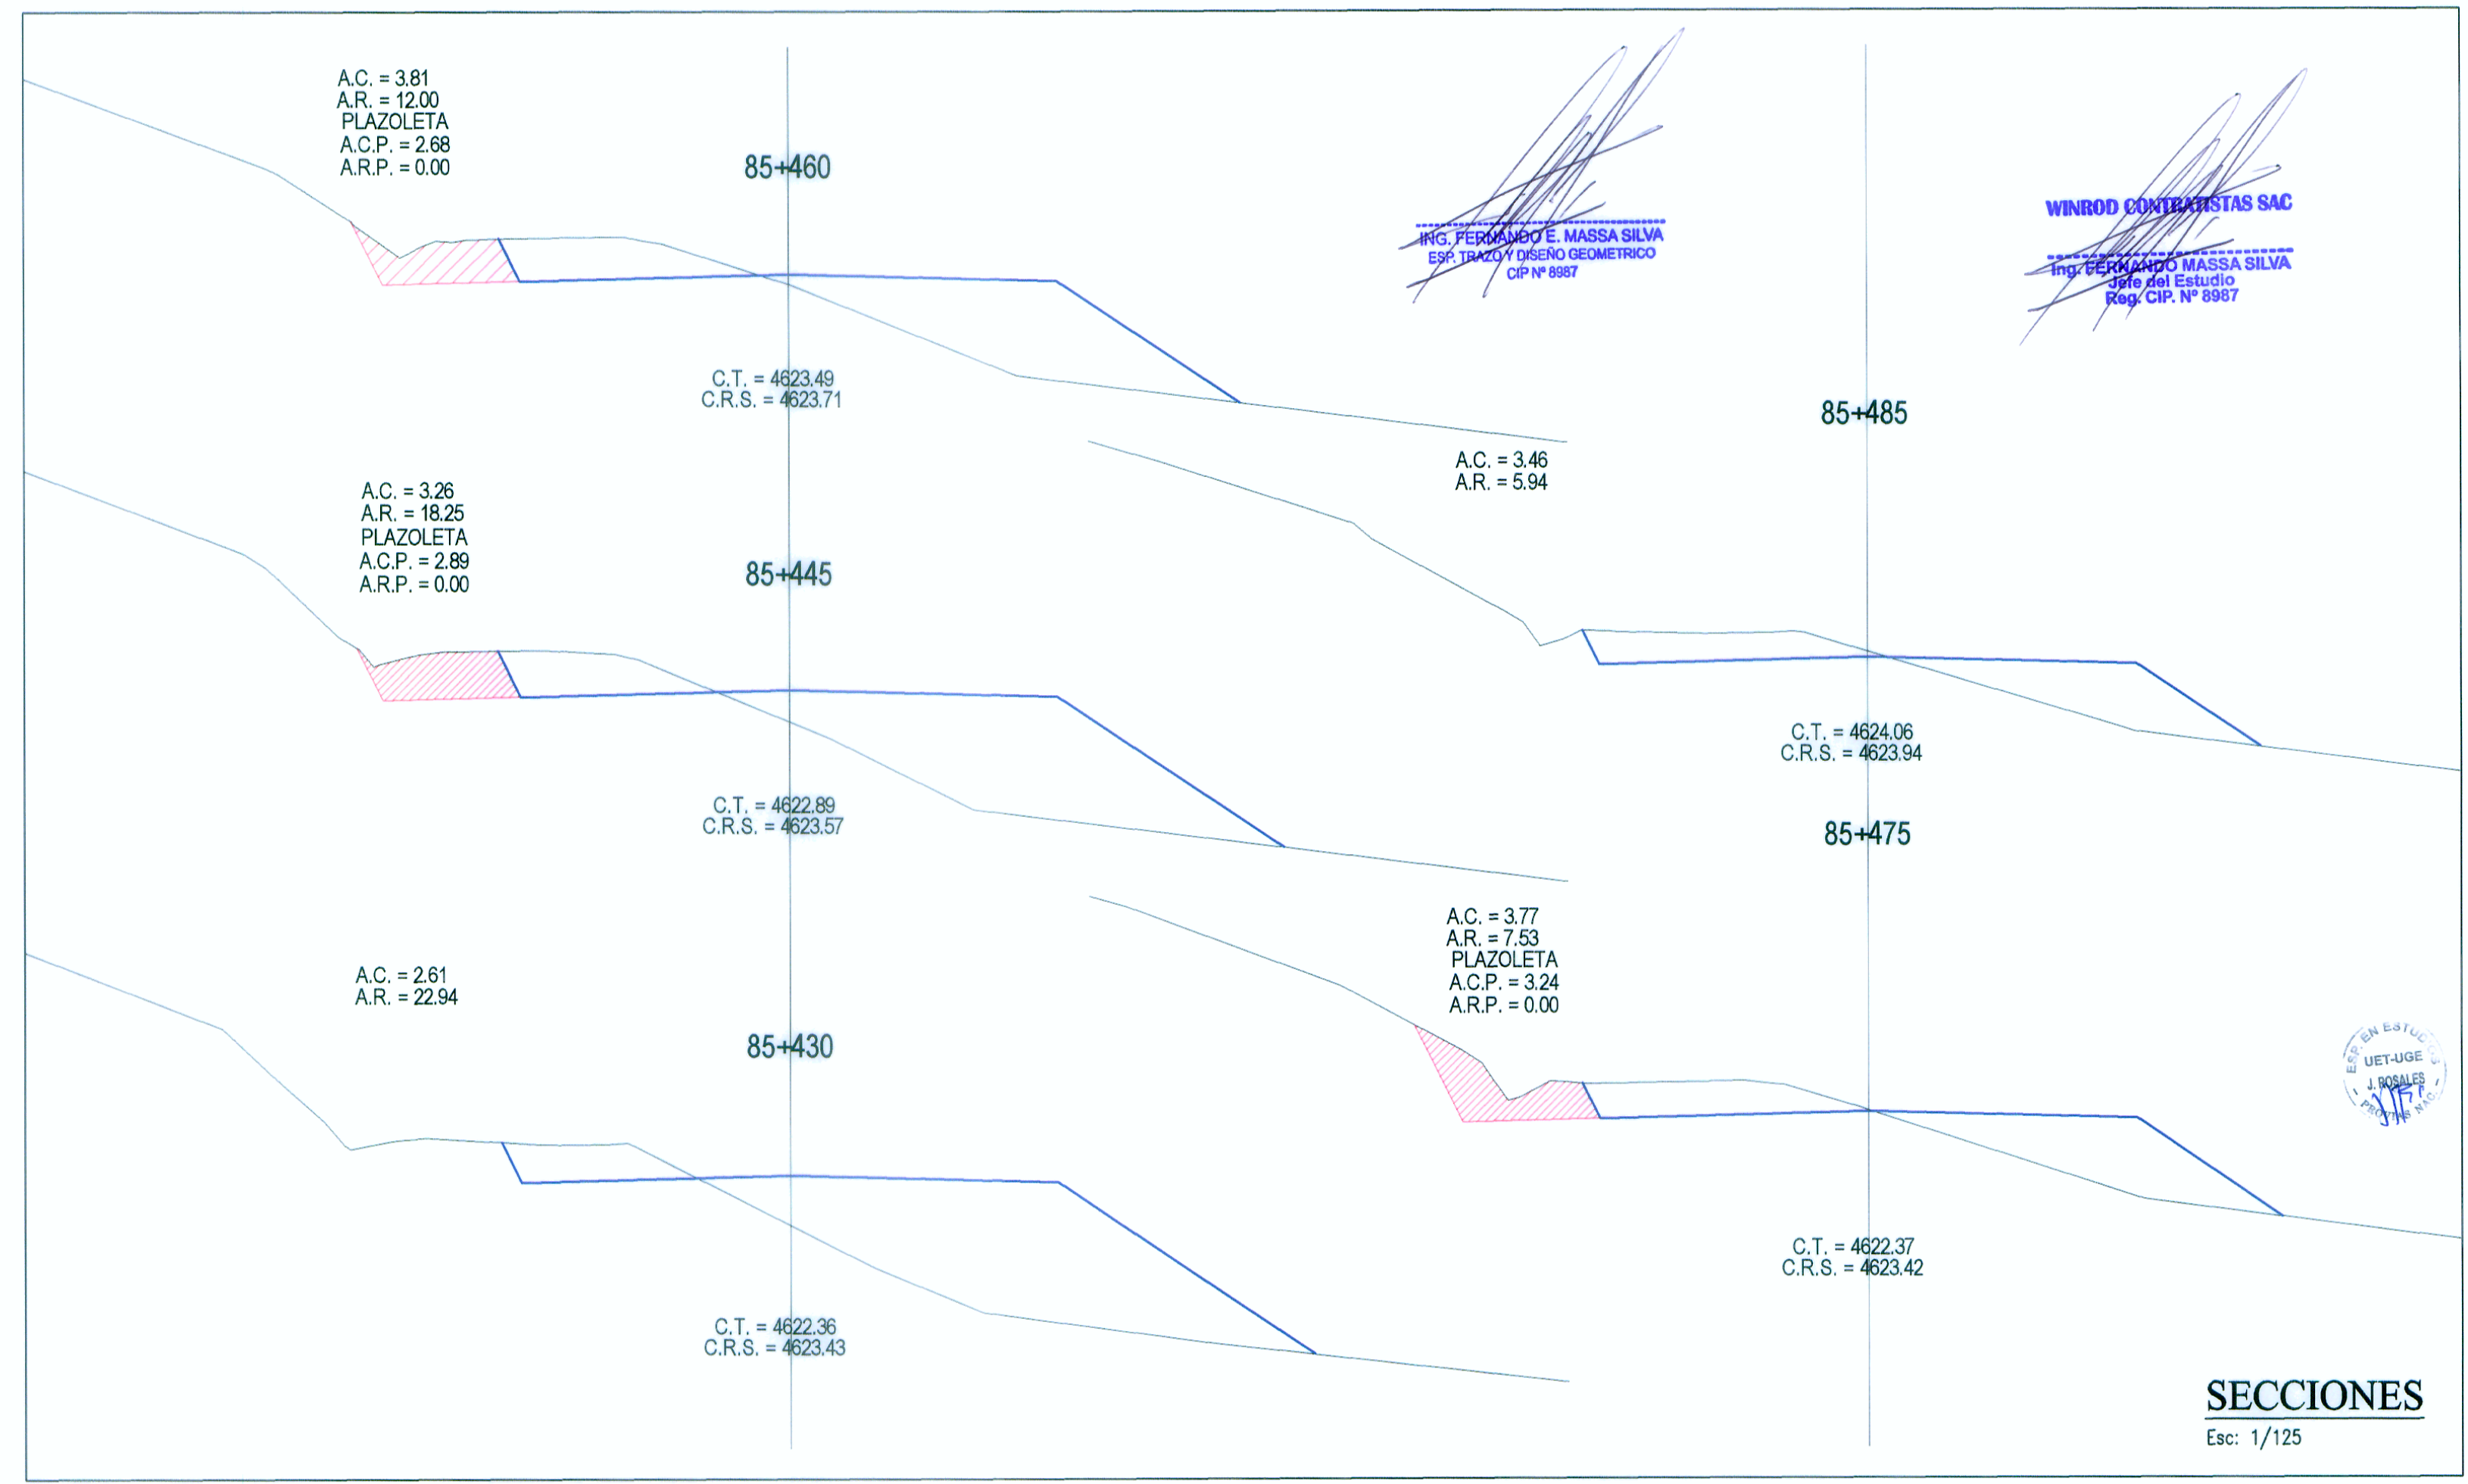 A.C. = 3.81
A.R. = 12.00
PLAZOLETA
A.C.P. = 2.68
A.R.P. = 0.00
85+460
C.T. = 4623.49
C.R.S. = 4623.71
A.C. = 3.26
A.R. = 18.25
PLAZOLETA
A.C.P. = 2.89
A.R.P. = 0.00
85+445
C.T. = 4622.89
C.R.S. = 4623.57
A.C. = 2.61
A.R. = 22.94
85+430
C.T. = 4622.36
C.R.S. = 4623.43
ING. FERNANDO E. MASSA SILVA
ESP. TRAZO Y DISEÑO GEOMETRICO
CIP Nº 8987
WINROD CONTRATISTAS SAC
Ing. FERNANDO MASSA SILVA
Jefe del Estudio
Reg. CIP. Nº 8987
85+485
A.C. = 3.46
A.R. = 5.94
C.T. = 4624.06
C.R.S. = 4623.94
85+475
A.C. = 3.77
A.R. = 7.53
PLAZOLETA
A.C.P. = 3.24
A.R.P. = 0.00
C.T. = 4622.37
C.R.S. = 4623.42
ESP. EN ESTUDIOS
UET-UGE
J. ROSALES
PROVIAS NAC.
SECCIONES
Esc: 1/125